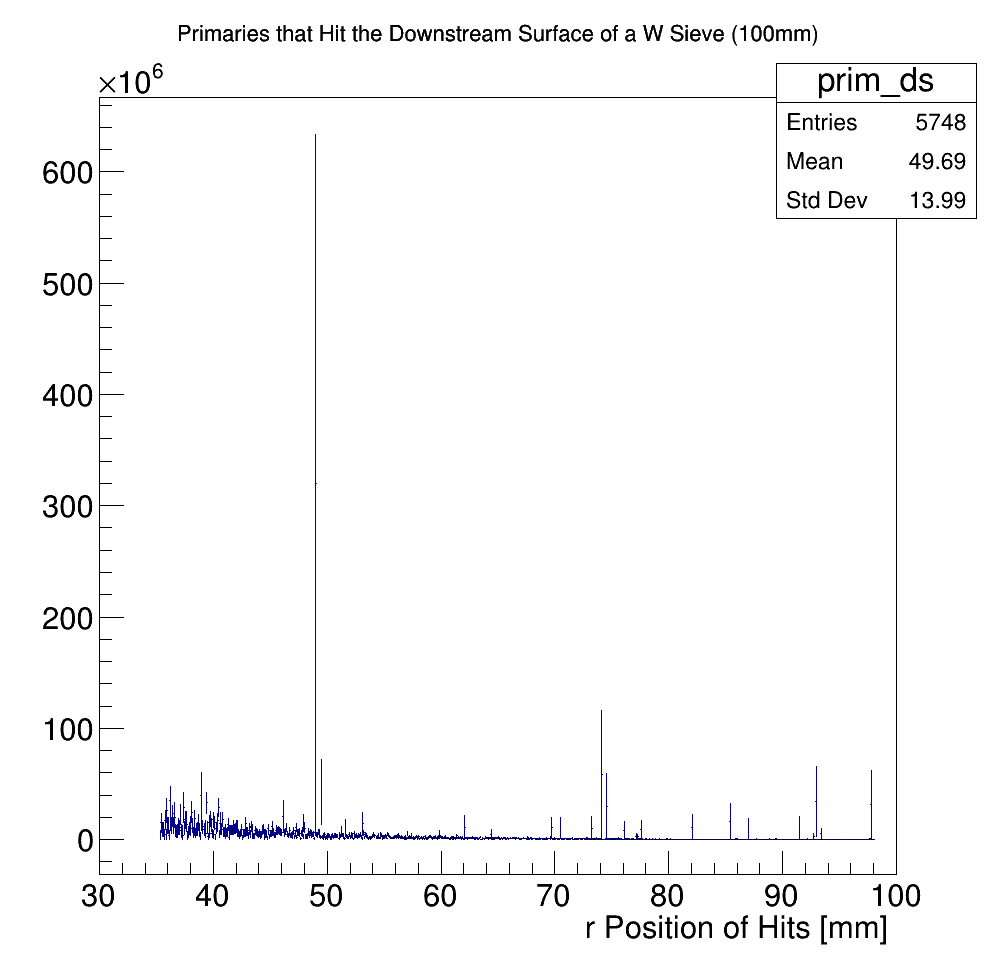 Primaries that Hit the Downstream Surface of a W Sieve (100mm)
×10⁶
prim_ds
Entries 5748
Mean 49.69
Std Dev 13.99
600
500
400
300
200
100
0
30 40 50 60 70 80 90 100
r Position of Hits [mm]